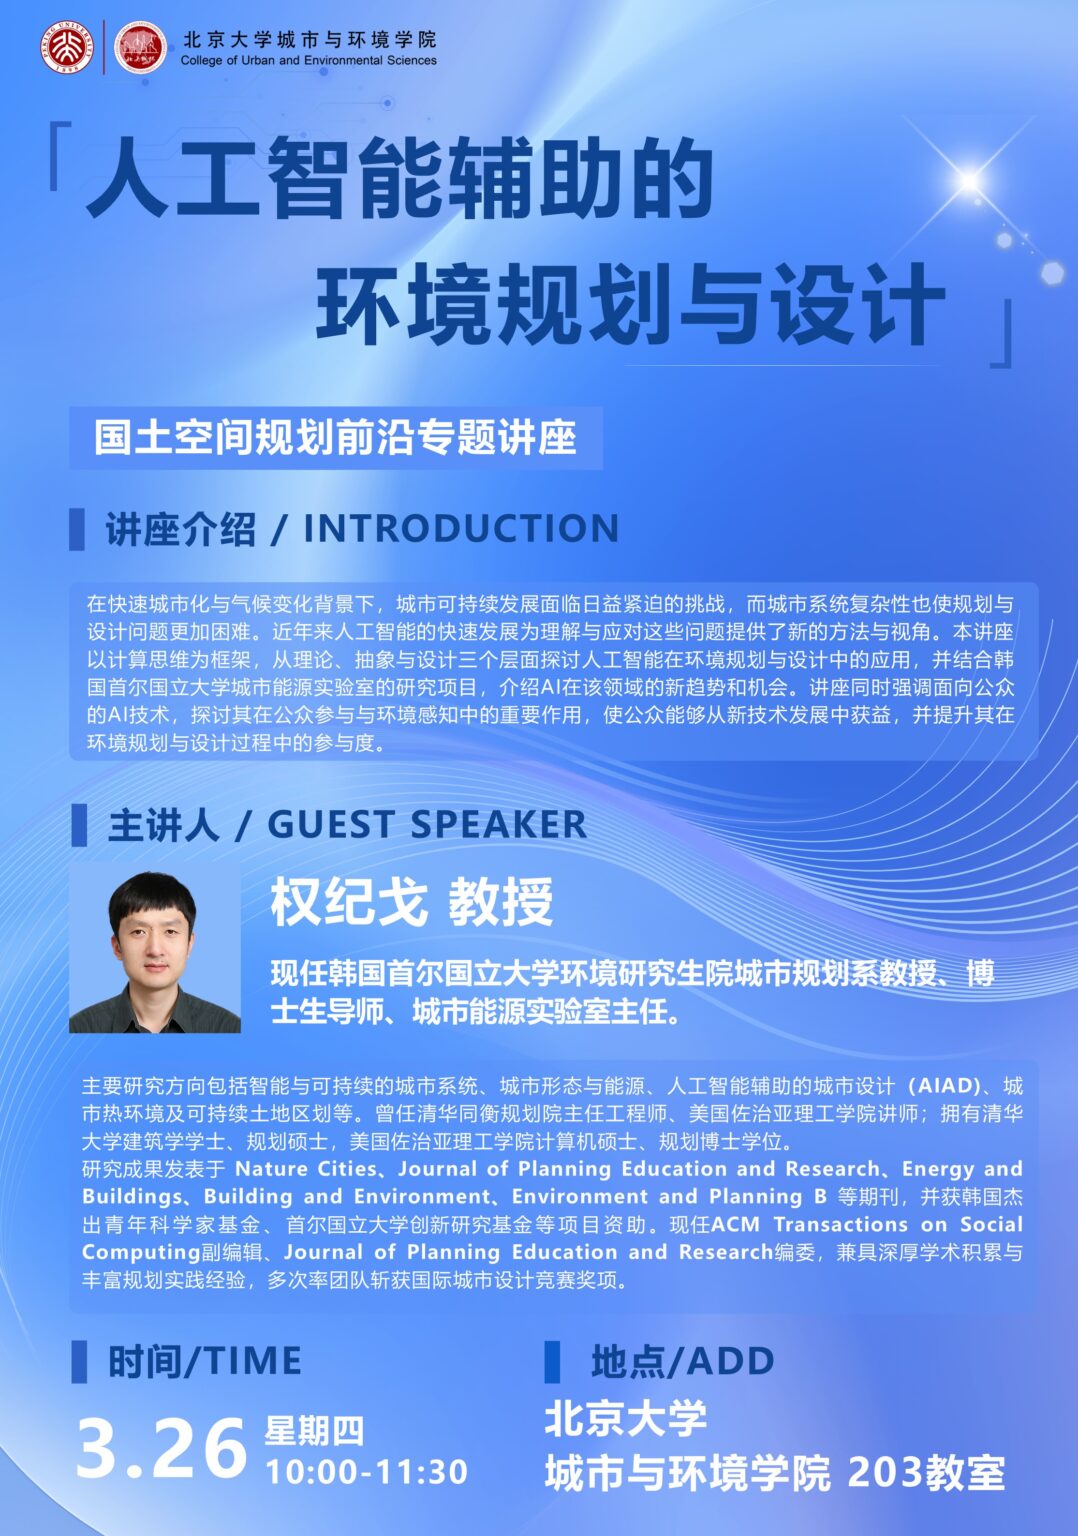 PEKING UNIVERSITY
1898
北京大学城市与环境学院
College of Urban and Environmental Sciences
「人工智能辅助的
环境规划与设计」
国土空间规划前沿专题讲座
讲座介绍 / INTRODUCTION
在快速城市化与气候变化背景下，城市可持续发展面临日益紧迫的挑战，而城市系统复杂性也使规划与
设计问题更加困难。近年来人工智能的快速发展为理解与应对这些问题提供了新的方法与视角。本讲座
以计算思维为框架，从理论、抽象与设计三个层面探讨人工智能在环境规划与设计中的应用，并结合韩
国首尔国立大学城市能源实验室的研究项目，介绍AI在该领域的新趋势和机会。讲座同时强调面向公众
的AI技术，探讨其在公众参与与环境感知中的重要作用，使公众能够从新技术发展中获益，并提升其在
环境规划与设计过程中的参与度。
主讲人 / GUEST SPEAKER
权纪戈 教授
现任韩国首尔国立大学环境研究生院城市规划系教授、博
士生导师、城市能源实验室主任。
主要研究方向包括智能与可持续的城市系统、城市形态与能源、人工智能辅助的城市设计（AIAD)、城
市热环境及可持续土地区划等。曾任清华同衡规划院主任工程师、美国佐治亚理工学院讲师；拥有清华
大学建筑学学士、规划硕士，美国佐治亚理工学院计算机硕士、规划博士学位。
研究成果发表于 Nature Cities、Journal of Planning Education and Research、Energy and
Buildings、Building and Environment、Environment and Planning B 等期刊，并获韩国杰
出青年科学家基金、首尔国立大学创新研究基金等项目资助。现任ACM Transactions on Social
Computing副编辑、Journal of Planning Education and Research编委，兼具深厚学术积累与
丰富规划实践经验，多次率团队斩获国际城市设计竞赛奖项。
时间/TIME
3.26 星期四
10:00-11:30
地点/ADD
北京大学
城市与环境学院 203教室